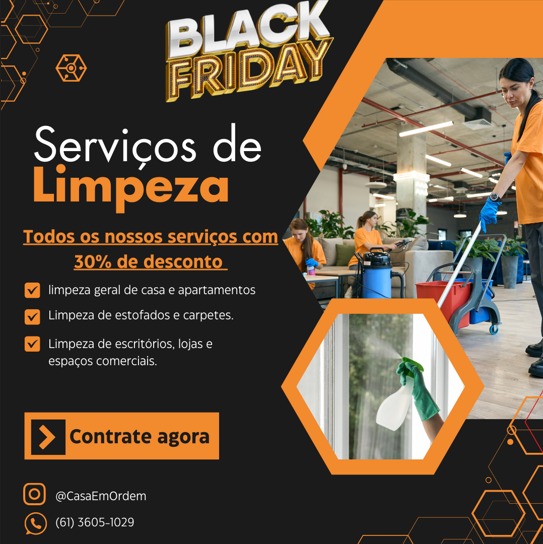 BLACK
FRIDAY
Serviços de
Limpeza
Todos os nossos serviços com
30% de desconto
limpeza geral de casa e apartamentos
Limpeza de estofados e carpetes.
Limpeza de escritórios, lojas e
espaços comerciais.
Contrate agora
@CasaEmOrdem
(61) 3605-1029